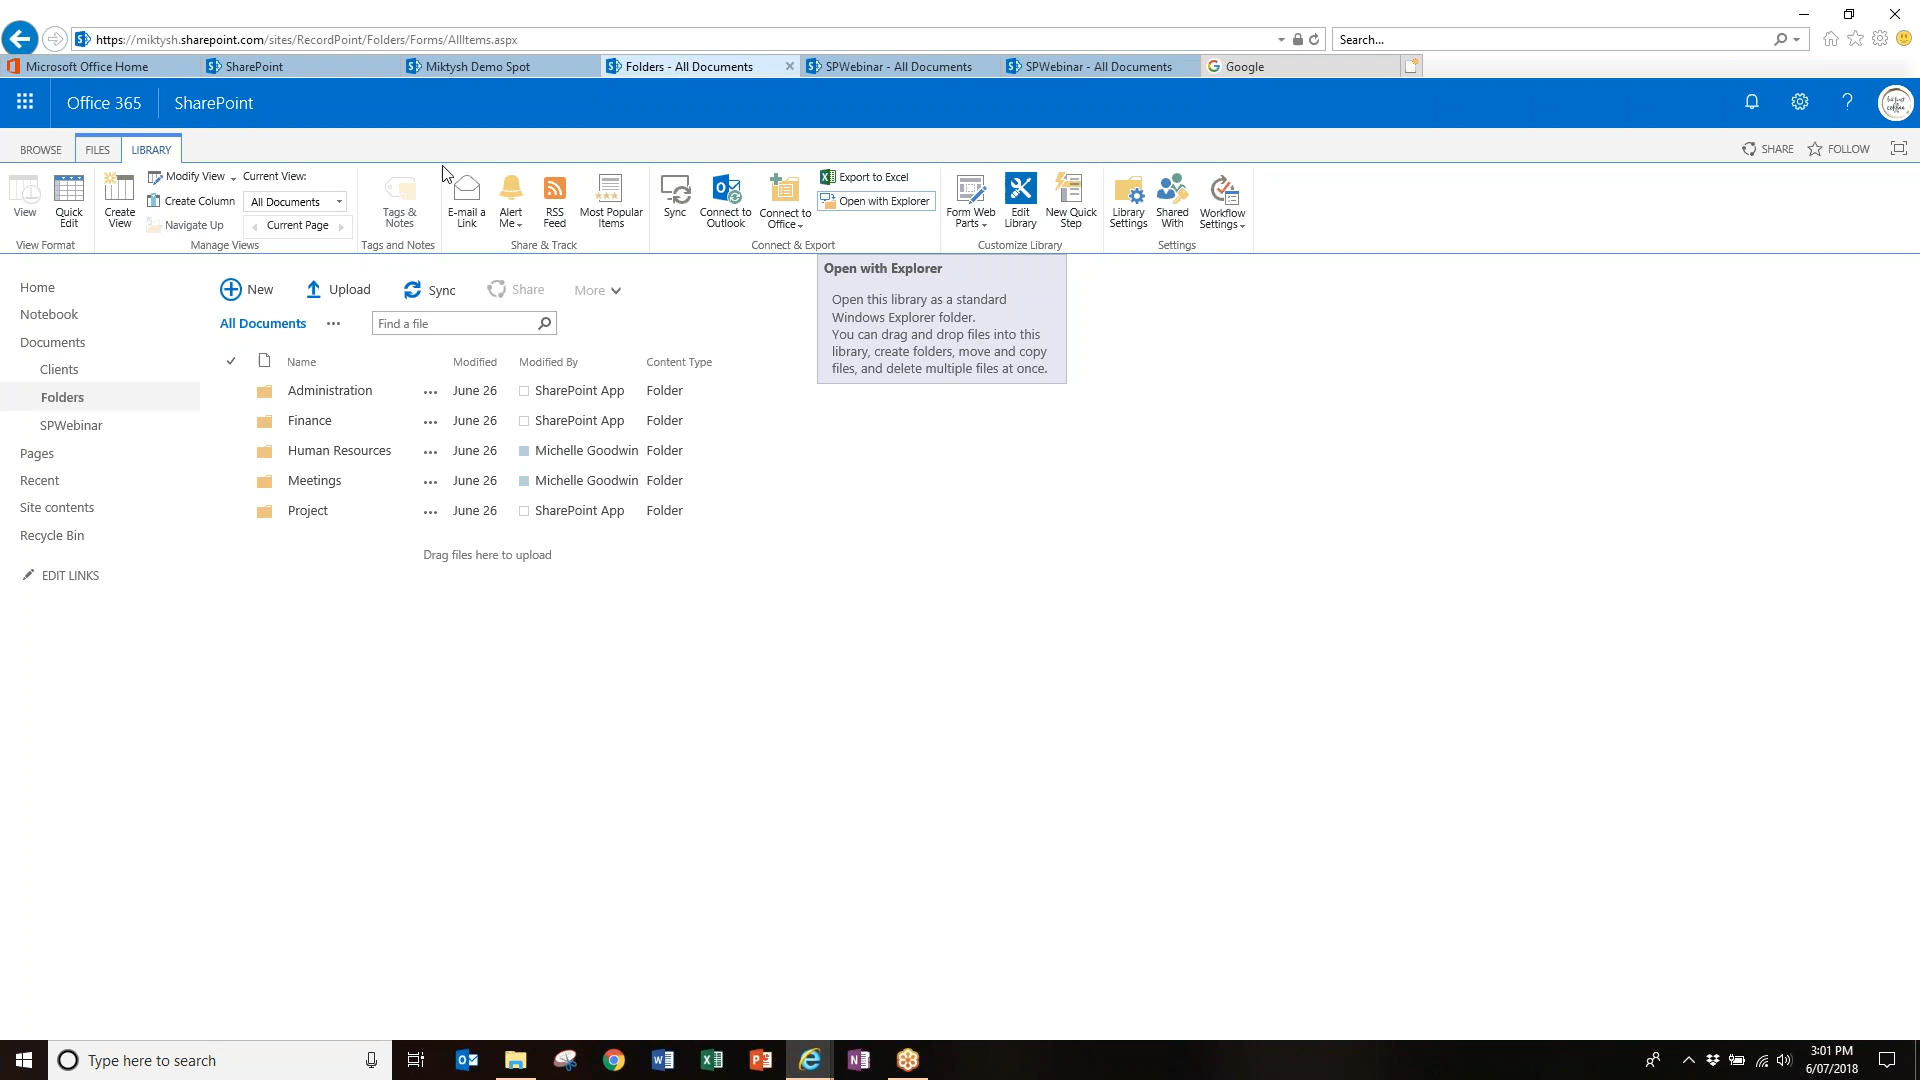 https://miktysh.sharepoint.com/sites/RecordPoint/Folders/Forms/AllItems.aspx
Search...
Microsoft Office Home
SharePoint
Miktysh Demo Spot
Folders - All Documents
SPWebinar - All Documents
SPWebinar - All Documents
Google
Office 365
SharePoint
BROWSE
FILES
LIBRARY
SHARE
FOLLOW
View
Quick Edit
View Format
Create View
Modify View
Create Column
Navigate Up
Current View:
All Documents
Current Page
Manage Views
Tags & Notes
Tags and Notes
E-mail a Link
Alert Me
RSS Feed
Most Popular Items
Share & Track
Sync
Connect to Outlook
Connect to Office
Export to Excel
Open with Explorer
Connect & Export
Form Web Parts
Edit Library
New Quick Step
Customize Library
Library Settings
Shared With
Workflow Settings
Settings
Open with Explorer
Open this library as a standard
Windows Explorer folder.
You can drag and drop files into this
library, create folders, move and copy
files, and delete multiple files at once.
Home
Notebook
Documents
Clients
Folders
SPWebinar
Pages
Recent
Site contents
Recycle Bin
EDIT LINKS
New
Upload
Sync
Share
More
All Documents
Find a file
Name Modified Modified By Content Type
Administration June 26 SharePoint App Folder
Finance June 26 SharePoint App Folder
Human Resources June 26 Michelle Goodwin Folder
Meetings June 26 Michelle Goodwin Folder
Project June 26 SharePoint App Folder
Drag files here to upload
Type here to search
3:01 PM
6/07/2018